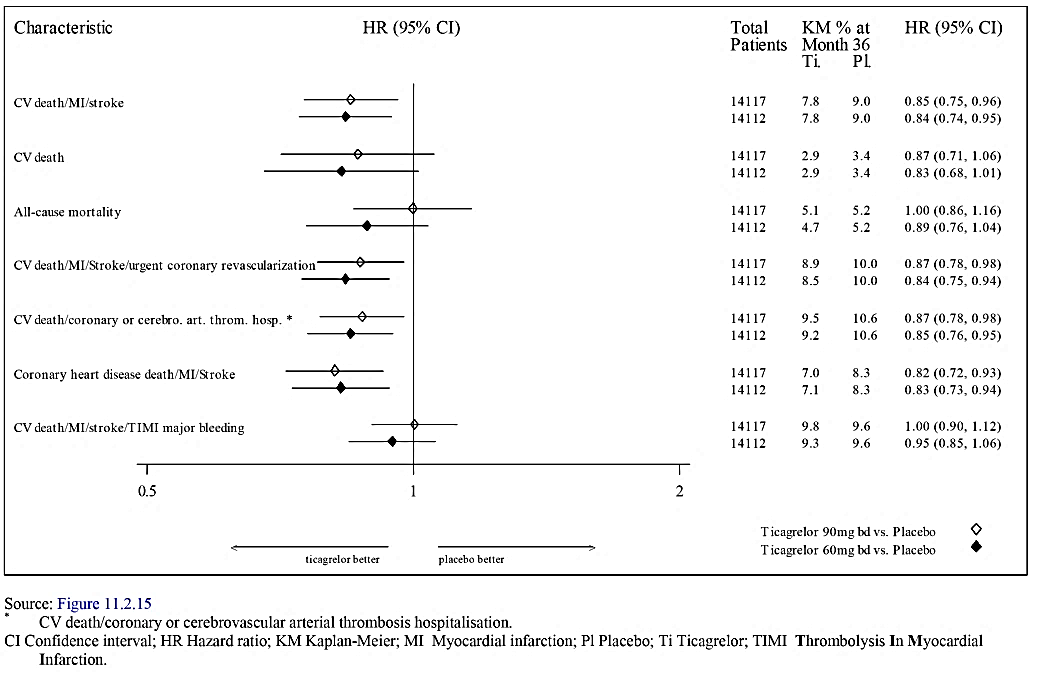 Characteristic HR (95% CI) Total Patients KM % at Month 36 Ti. Pl. HR (95% CI)
CV death/MI/stroke 14117 7.8 9.0 0.85 (0.75, 0.96)
14112 7.8 9.0 0.84 (0.74, 0.95)
CV death 14117 2.9 3.4 0.87 (0.71, 1.06)
14112 2.9 3.4 0.83 (0.68, 1.01)
All-cause mortality 14117 5.1 5.2 1.00 (0.86, 1.16)
14112 4.7 5.2 0.89 (0.76, 1.04)
CV death/MI/Stroke/urgent coronary revascularization 14117 8.9 10.0 0.87 (0.78, 0.98)
14112 8.5 10.0 0.84 (0.75, 0.94)
CV death/coronary or cerebro. art. throm. hosp. * 14117 9.5 10.6 0.87 (0.78, 0.98)
14112 9.2 10.6 0.85 (0.76, 0.95)
Coronary heart disease death/MI/Stroke 14117 7.0 8.3 0.82 (0.72, 0.93)
14112 7.1 8.3 0.83 (0.73, 0.94)
CV death/MI/stroke/TIMI major bleeding 14117 9.8 9.6 1.00 (0.90, 1.12)
14112 9.3 9.6 0.95 (0.85, 1.06)
0.5 1 2
Ticagrelor 90mg bd vs. Placebo
Ticagrelor 60mg bd vs. Placebo
ticagrelor better placebo better
Source: Figure 11.2.15
* CV death/coronary or cerebrovascular arterial thrombosis hospitalisation.
CI Confidence interval; HR Hazard ratio; KM Kaplan-Meier; MI Myocardial infarction; Pl Placebo; Ti Ticagrelor; TIMI Thrombolysis In Myocardial
Infarction.